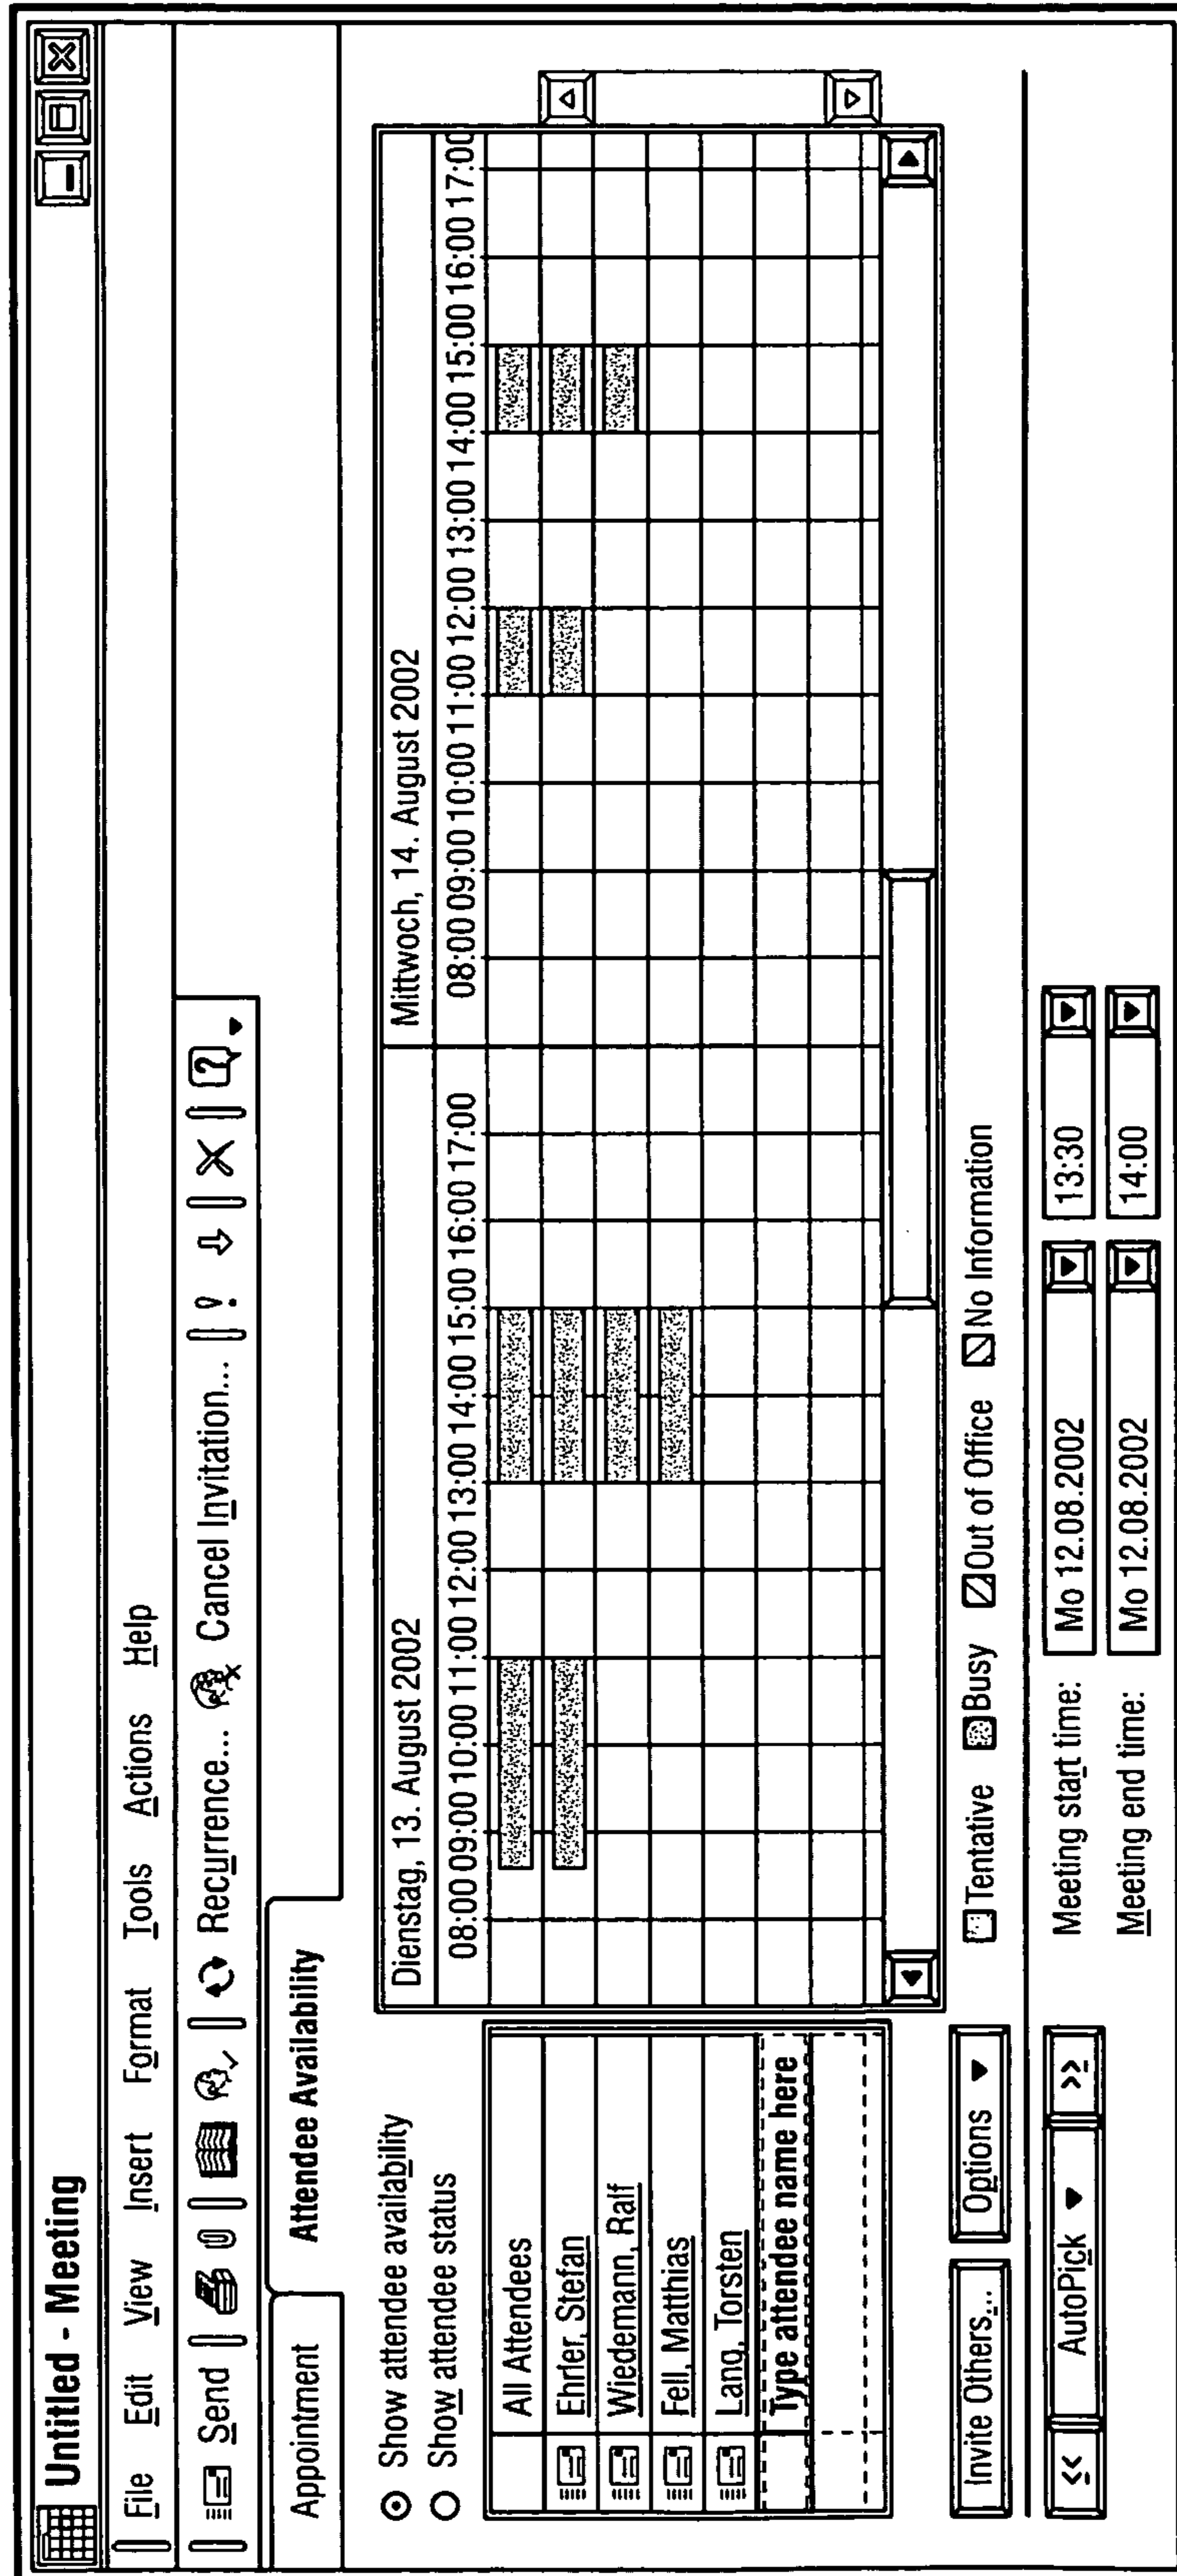 Untitled - Meeting
File Edit View Insert Format Tools Actions Help
Send Recurrence... Cancel Invitation... ! ?
Appointment Attendee Availability
Show attendee availability
Show attendee status
Dienstag, 13. August 2002 Mittwoch, 14. August 2002
08:00 09:00 10:00 11:00 12:00 13:00 14:00 15:00 16:00 17:00 08:00 09:00 10:00 11:00 12:00 13:00 14:00 15:00 16:00 17:00
All Attendees
Ehrler, Stefan
Wiedemann, Ralf
Fell, Matthias
Lang, Torsten
Type attendee name here
Invite Others... Options Tentative Busy Out of Office No Information
<< AutoPick >> Meeting start time: Mo 12.08.2002 13:30
Meeting end time: Mo 12.08.2002 14:00